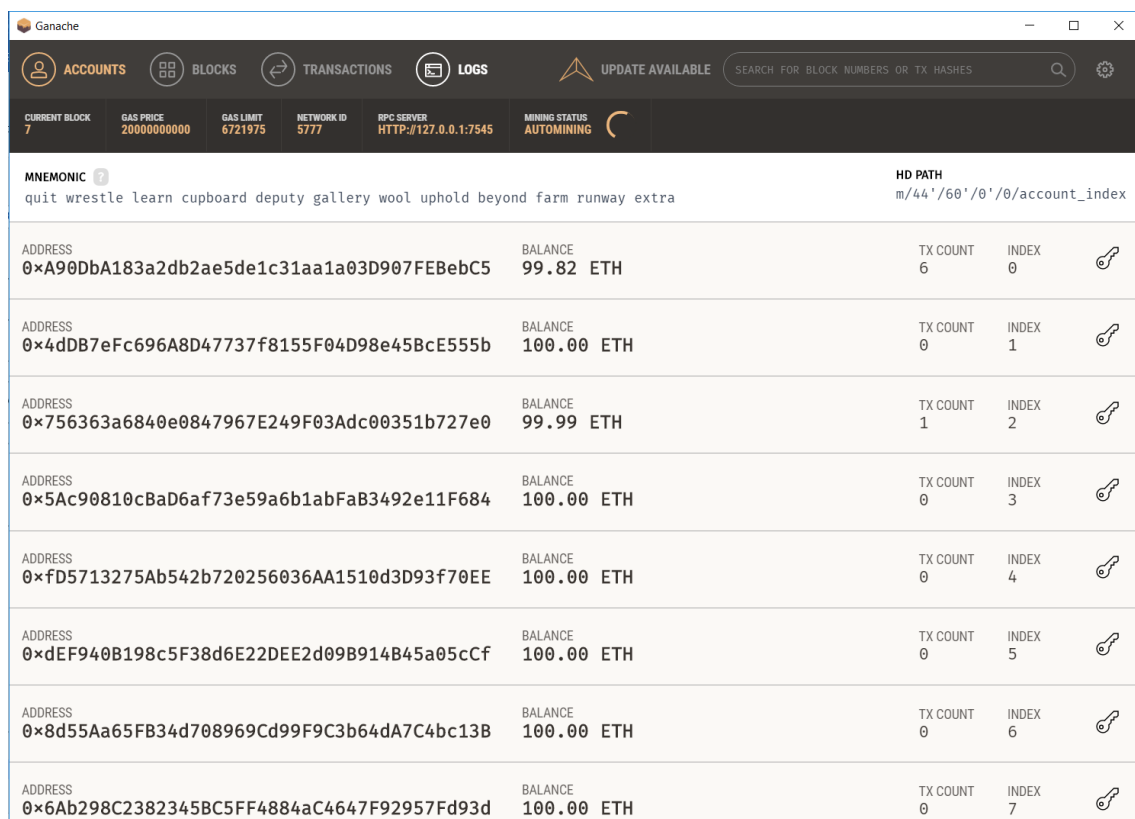 Ganache
ACCOUNTS BLOCKS TRANSACTIONS LOGS UPDATE AVAILABLE SEARCH FOR BLOCK NUMBERS OR TX HASHES
CURRENT BLOCK GAS PRICE GAS LIMIT NETWORK ID RPC SERVER MINING STATUS
7 20000000000 6721975 5777 HTTP://127.0.0.1:7545 AUTOMINING
MNEMONIC ? HD PATH
quit wrestle learn cupboard deputy gallery wool uphold beyond farm runway extra m/44'/60'/0'/0/account_index
ADDRESS BALANCE TX COUNT INDEX
0×A90DbA183a2db2ae5de1c31aa1a03D907FEBebC5 99.82 ETH 6 0
ADDRESS BALANCE TX COUNT INDEX
0×4dDB7eFc696A8D47737f8155F04D98e45BcE555b 100.00 ETH 0 1
ADDRESS BALANCE TX COUNT INDEX
0×756363a6840e0847967E249F03Adc00351b727e0 99.99 ETH 1 2
ADDRESS BALANCE TX COUNT INDEX
0×5Ac90810cBaD6af73e59a6b1abFaB3492e11F684 100.00 ETH 0 3
ADDRESS BALANCE TX COUNT INDEX
0×fD5713275Ab542b720256036AA1510d3D93f70EE 100.00 ETH 0 4
ADDRESS BALANCE TX COUNT INDEX
0×dEF940B198c5F38d6E22DEE2d09B914B45a05cCf 100.00 ETH 0 5
ADDRESS BALANCE TX COUNT INDEX
0×8d55Aa65FB34d708969Cd99F9C3b64dA7C4bc13B 100.00 ETH 0 6
ADDRESS BALANCE TX COUNT INDEX
0×6Ab298C2382345BC5FF4884aC4647F92957Fd93d 100.00 ETH 0 7